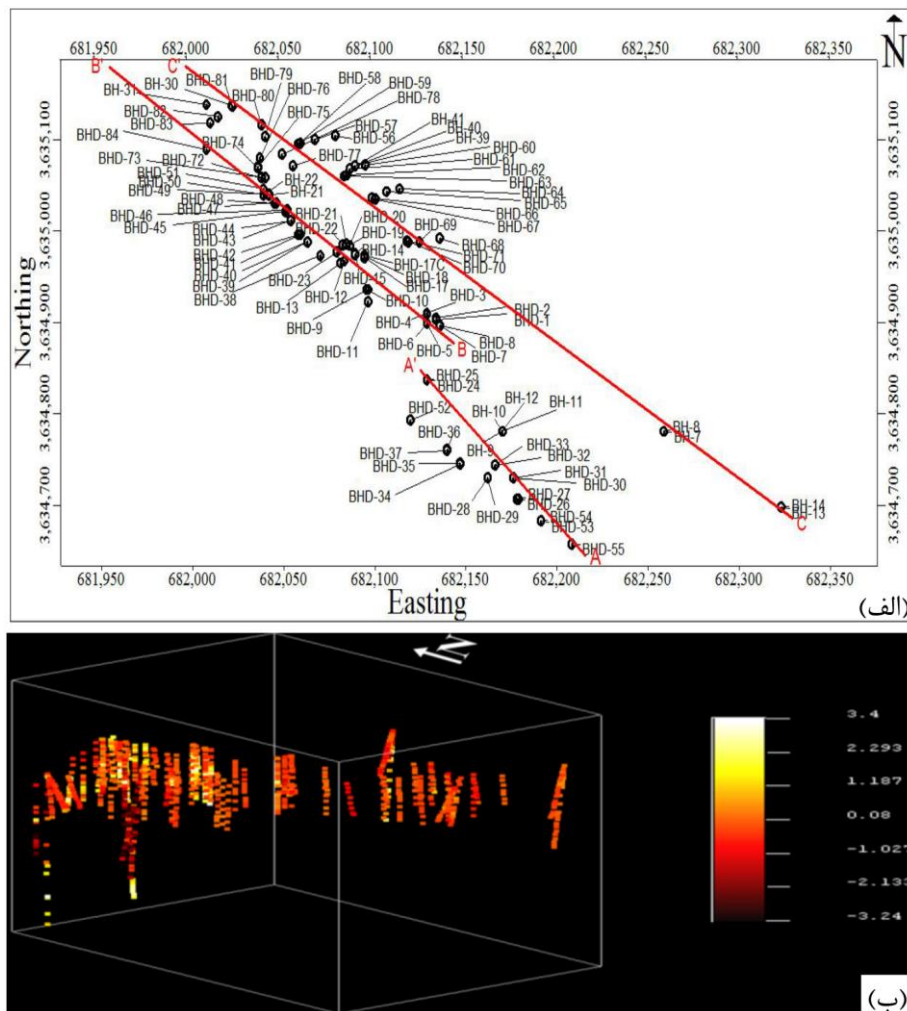 681,950 682,000 682,050 682,100 682,150 682,200 682,250 682,300 682,350
N
B' C'
BHD-81
BH-30
BH-31
BHD-80
BHD-79
BHD-76
BHD-75
BHD-58
BHD-59
BHD-78
BHD-57
BHD-56
BH-41
BH-40
BH-39
BHD-82
BHD-83
BHD-84
BHD-74
BHD-77
BHD-60
BHD-61
BHD-62
BHD-63
BHD-64
BHD-65
BHD-66
BHD-67
BHD-73
BHD-72
BHD-51
BHD-50
BHD-49
BHD-48
BHD-47
BHD-46
BHD-45
BHD-44
BHD-43
BHD-42
BHD-41
BHD-40
BHD-39
BHD-38
BH-22
BH-21
BHD-21
BHD-22
BHD-20
BHD-19
BHD-14
BHD-69
BHD-68
BHD-71
BHD-70
BHD-17C
BHD-18
BHD-17
BHD-23
BHD-15
BHD-12
BHD-13
BHD-10
BHD-9
BHD-11
BHD-3
BHD-2
BHD-1
BHD-4
BHD-8
BHD-7
BHD-6
BHD-5
B
A'
BHD-25
BHD-24
BH-12
BH-11
BH-10
BHD-52
BHD-36
BHD-33
BH-9
BHD-32
BHD-37
BHD-35
BHD-31
BHD-30
BHD-34
BHD-27
BHD-26
BHD-28
BHD-29
BHD-54
BHD-53
BHD-55
A
BH-8
BH-7
BH-14
BH-13
C
3,635,100 3,635,100
3,635,000 3,635,000
3,634,900 3,634,900
3,634,800 3,634,800
3,634,700 3,634,700
Northing
681,950 682,000 682,050 682,100 682,150 682,200 682,250 682,300 682,350
Easting
(الف)
N
3.4
2.293
1.187
0.08
-1.027
-2.133
-3.24
(ب)